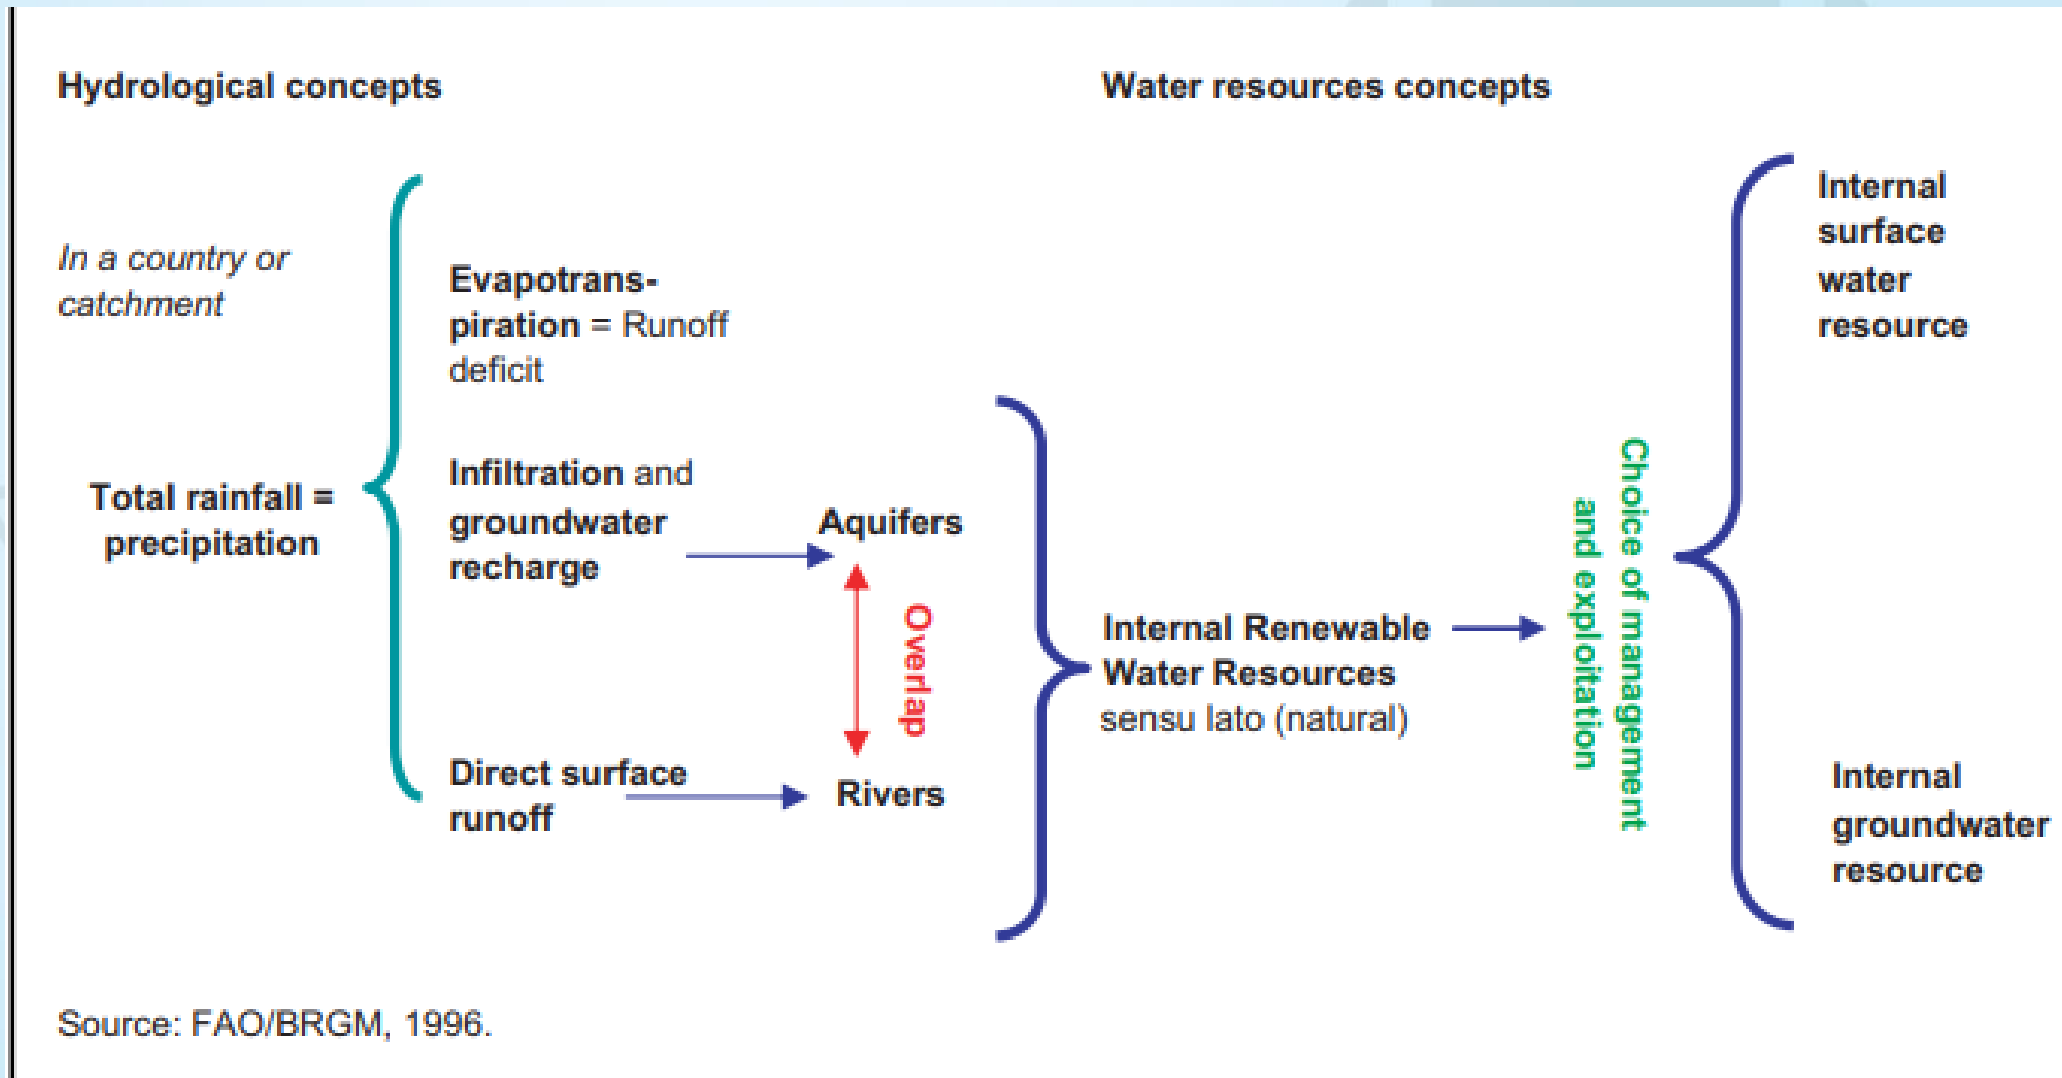 Hydrological concepts
Water resources concepts
In a country or
catchment
Total rainfall =
precipitation
Evapotrans-
piration = Runoff
deficit
Infiltration and
groundwater
recharge
Direct surface
runoff
Aquifers
Overlap
Rivers
Internal Renewable
Water Resources
sensu lato (natural)
Choice of management
and exploitation
Internal
surface
water
resource
Internal
groundwater
resource
Source: FAO/BRGM, 1996.